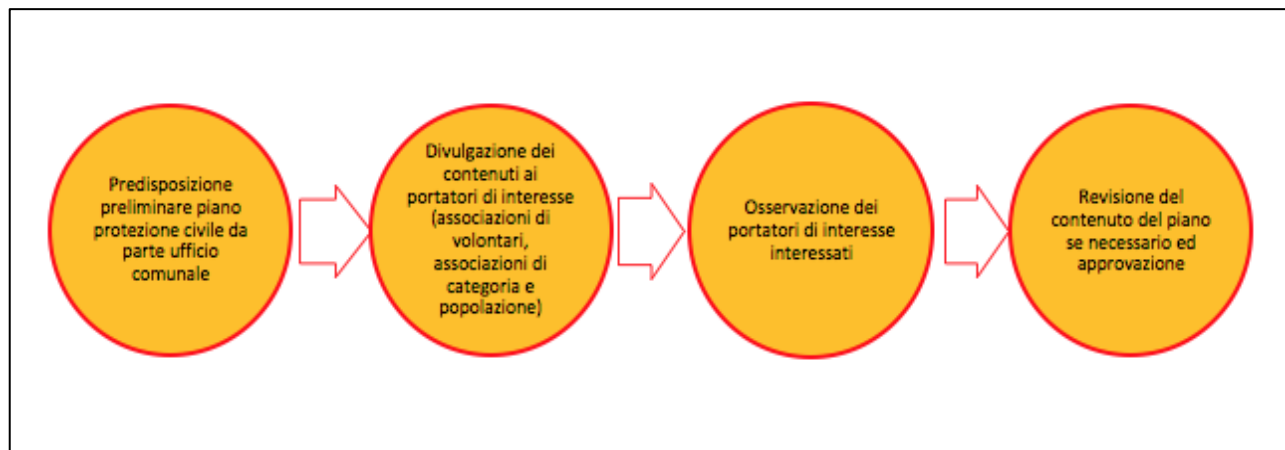 Predisposizione
preliminare piano
protezione civile da
parte ufficio
comunale
Divulgazione dei
contenuti ai
portatori di interesse
(associazioni di
volontari,
associazioni di
categoria e
popolazione)
Osservazione dei
portatori di interesse
interessati
Revisione del
contenuto del piano
se necessario ed
approvazione